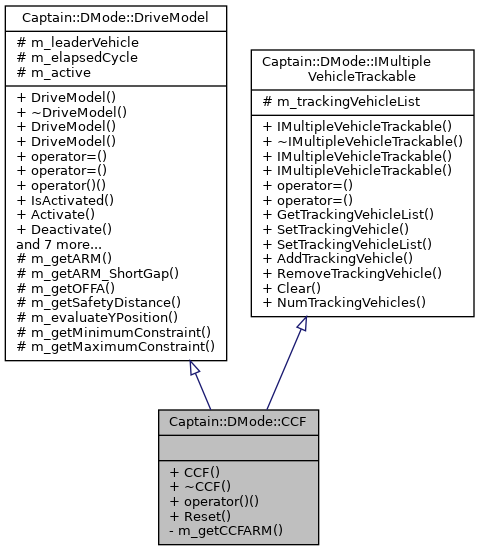 Captain::DMode::DriveModel
# m_leaderVehicle
# m_elapsedCycle
# m_active
+ DriveModel()
+ ~DriveModel()
+ DriveModel()
+ DriveModel()
+ operator=()
+ operator=()
+ operator()()
+ IsActivated()
+ Activate()
+ Deactivate()
and 7 more...
# m_getARM()
# m_getARM_ShortGap()
# m_getOFFA()
# m_getSafetyDistance()
# m_evaluateYPosition()
# m_getMinimumConstraint()
# m_getMaximumConstraint()
Captain::DMode::IMultiple
VehicleTrackable
# m_trackingVehicleList
+ IMultipleVehicleTrackable()
+ ~IMultipleVehicleTrackable()
+ IMultipleVehicleTrackable()
+ IMultipleVehicleTrackable()
+ operator=()
+ operator=()
+ GetTrackingVehicleList()
+ SetTrackingVehicle()
+ SetTrackingVehicleList()
+ AddTrackingVehicle()
+ RemoveTrackingVehicle()
+ Clear()
+ NumTrackingVehicles()
Captain::DMode::CCF
+ CCF()
+ ~CCF()
+ operator()()
+ Reset()
- m_getCCFARM()